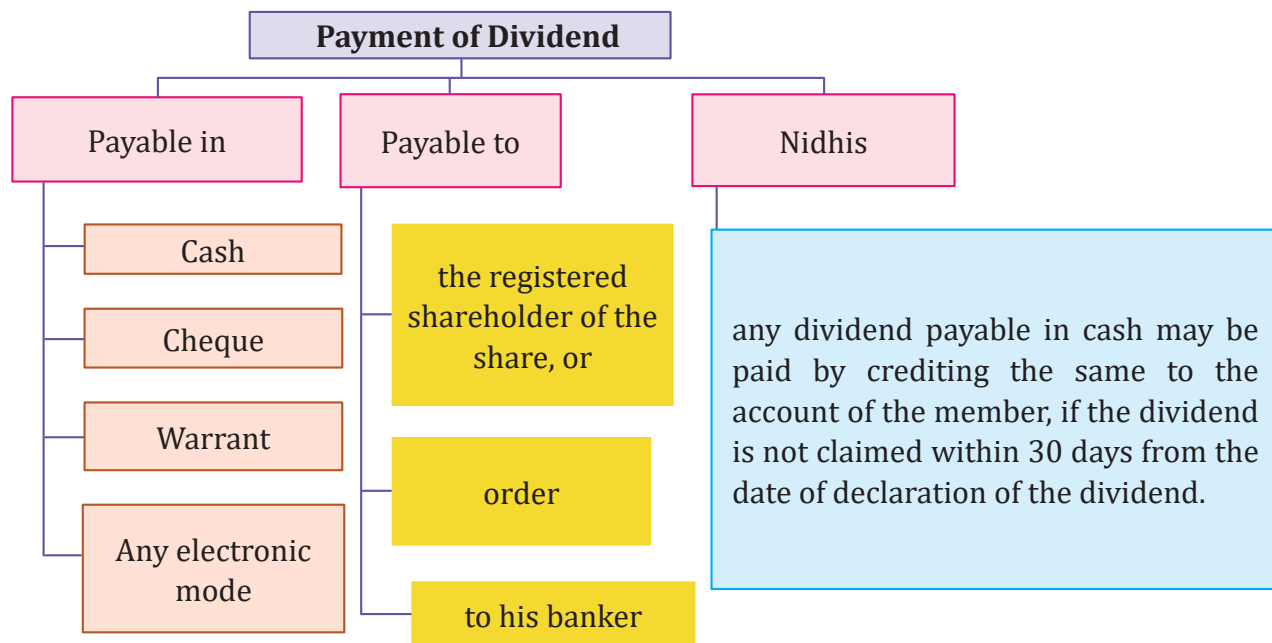 Payment of Dividend
Payable in
Cash
Cheque
Warrant
Any electronic
mode
Payable to
the registered
shareholder of the
share, or
order
to his banker
Nidhis
any dividend payable in cash may be
paid by crediting the same to the
account of the member, if the dividend
is not claimed within 30 days from the
date of declaration of the dividend.